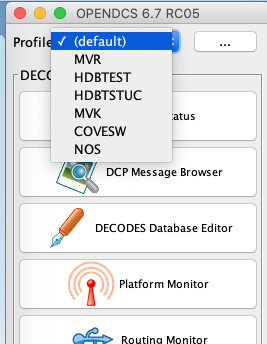 OPENDCS 6.7 RC05
Profile
✓ (default)
...
MVR
HDBTEST
HDBTSTUC
MVK
COVESW
NOS
DECO
tatus
DCP Message Browser
DECODES Database Editor
Platform Monitor
Routing Monitor